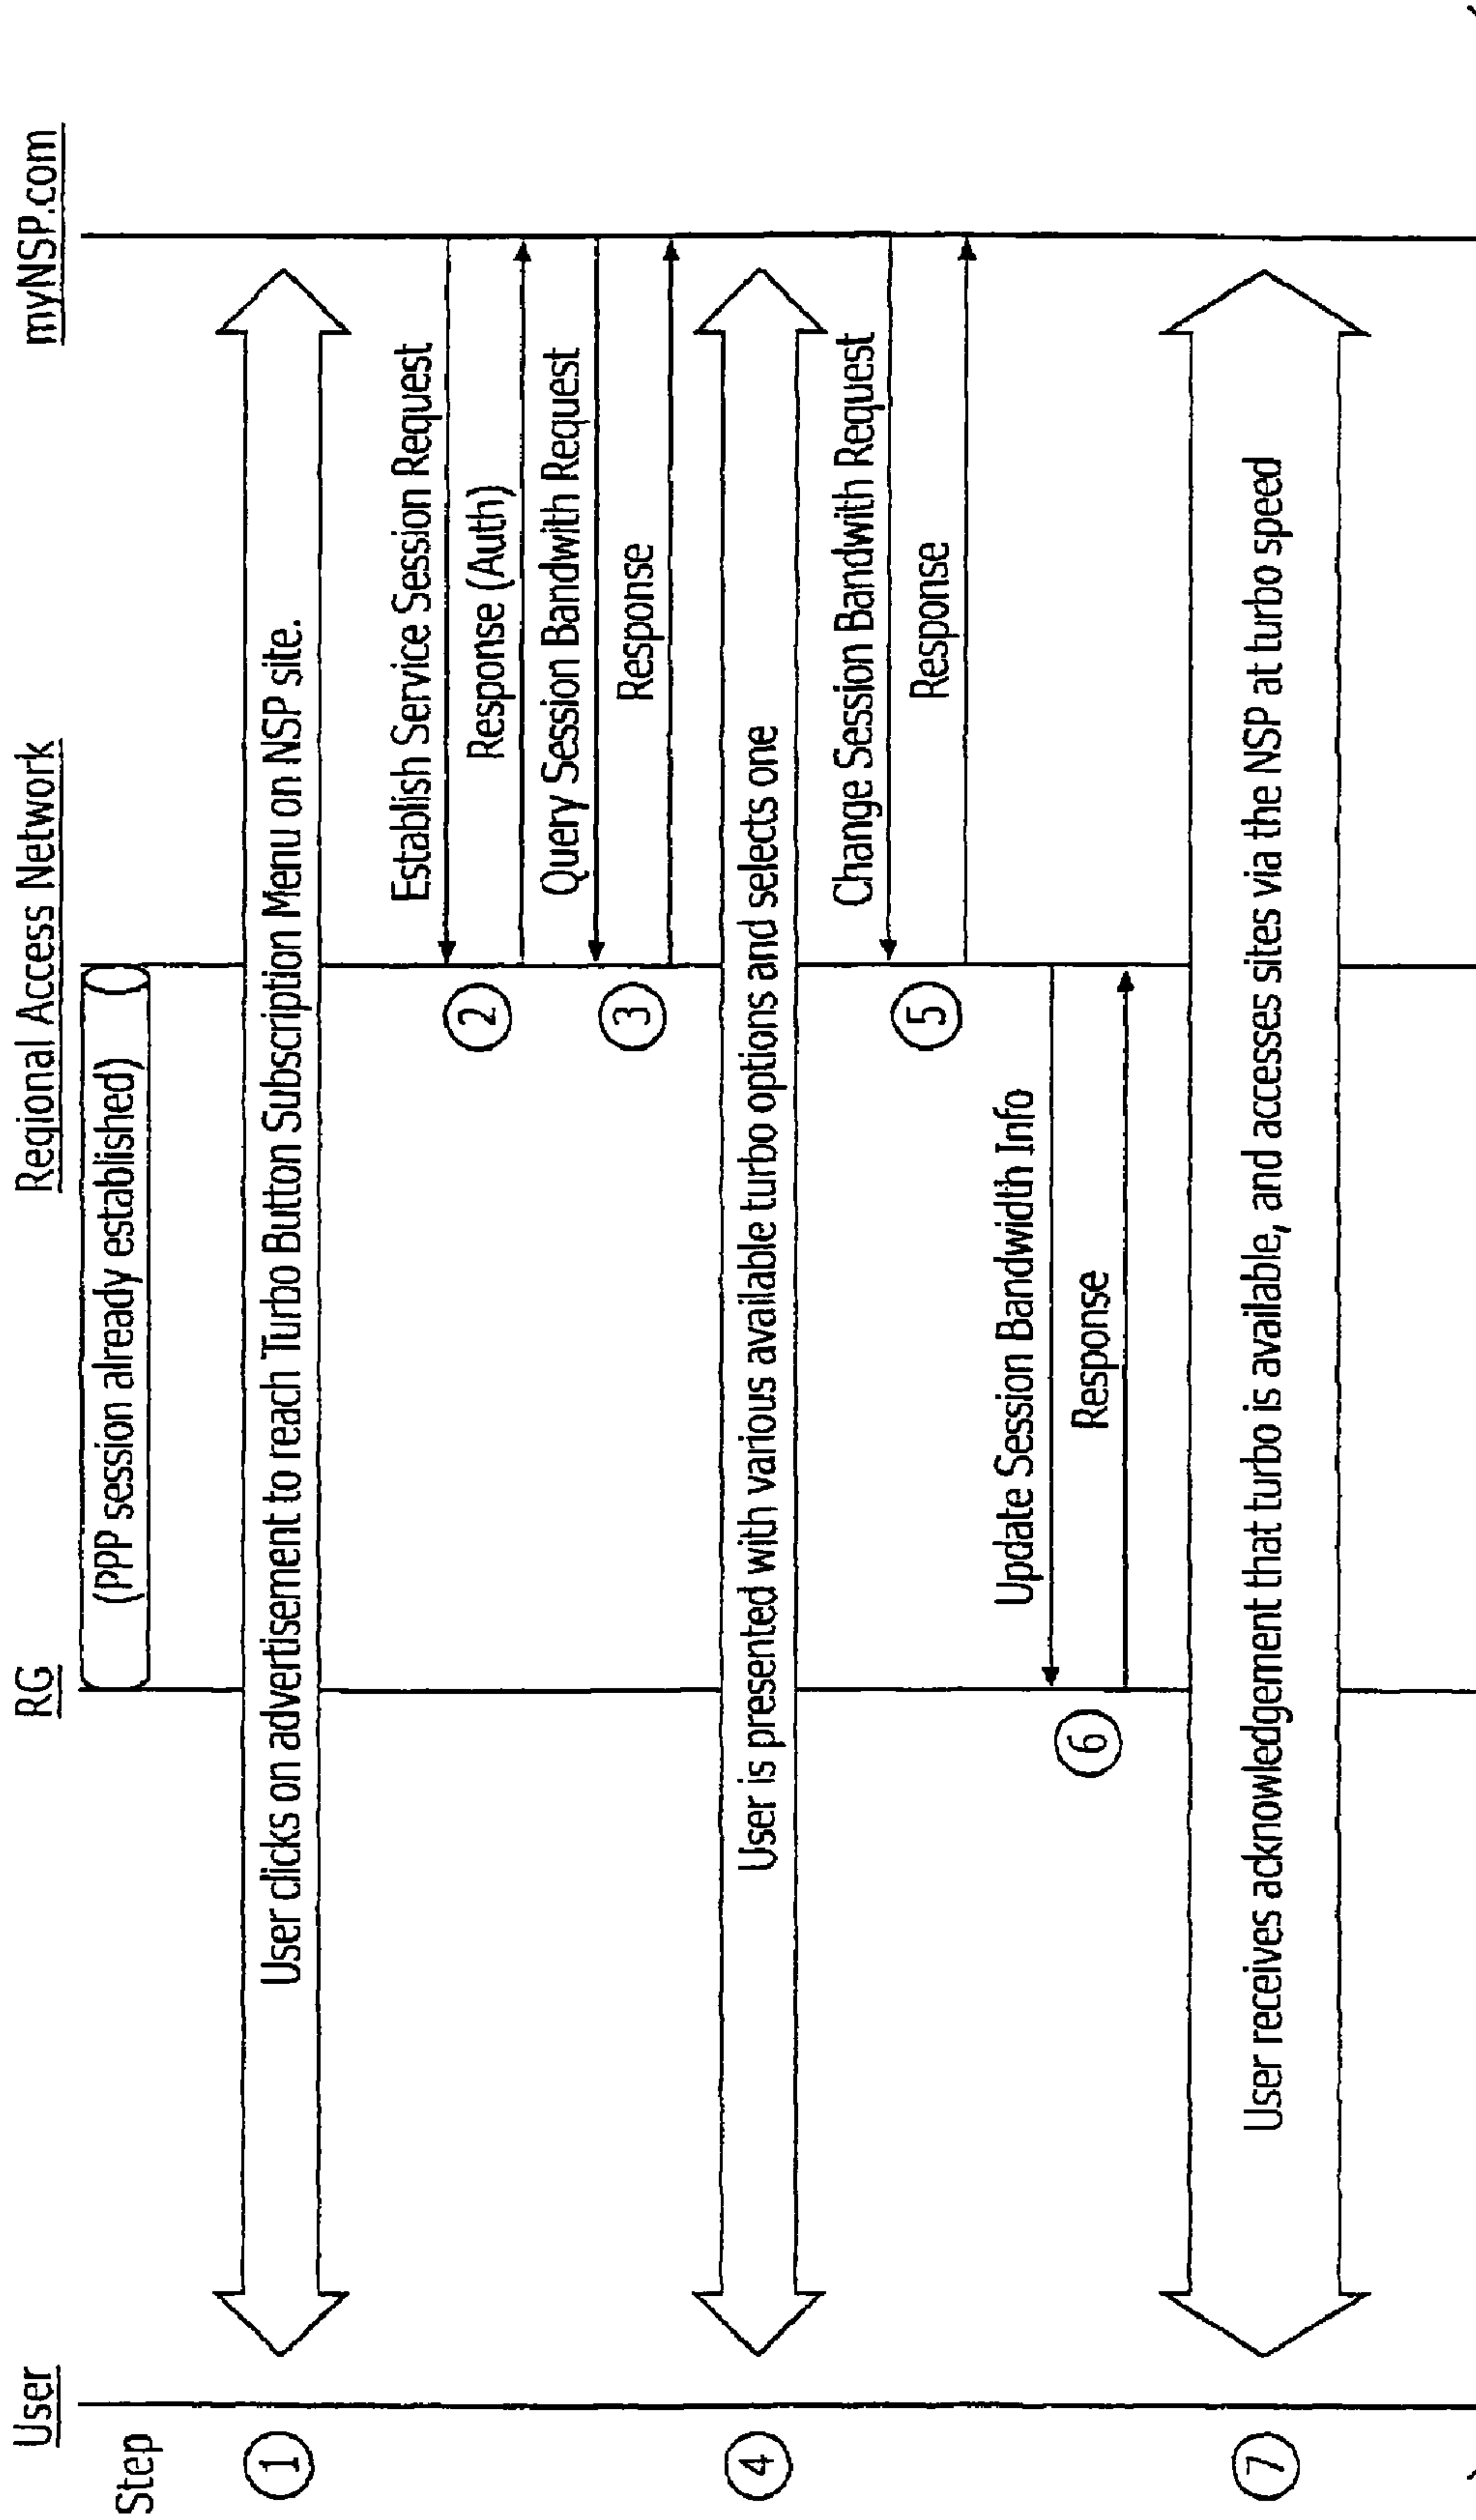 User
RG
Regional Access Network
myNSP.com
Step
(PPP session already established)
1
User clicks on advertisement to reach Turbo Button Subscription Menu on NSP site.
Establish Service Session Request
2
Response (Auth)
Query Session Bandwith Request
3
Response
4
User is presented with various available turbo options and selects one
Change Session Bandwith Request
5
Response
Update Session Bandwidth Info
6
Response
7
User receives acknowledgement that turbo is available, and accesses sites via the NSP at turbo speed